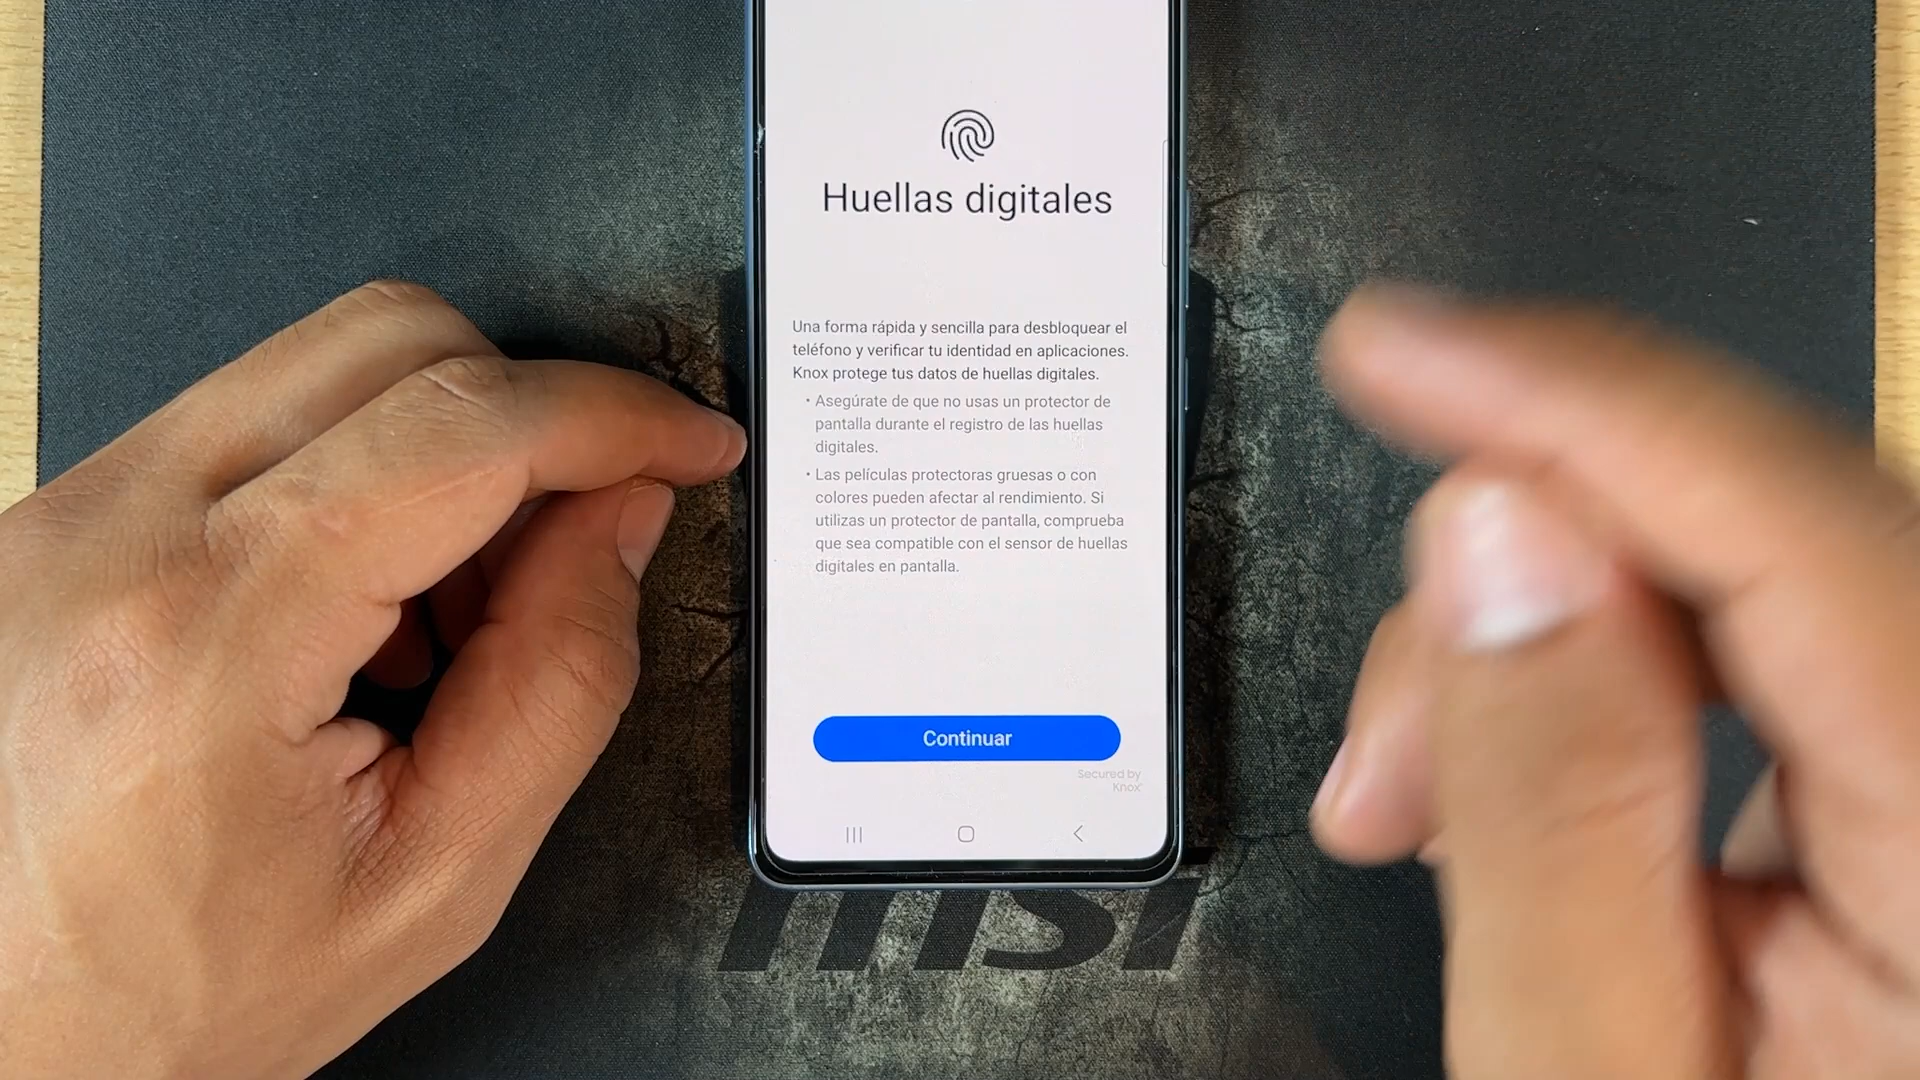 Huellas digitales
Una forma rápida y sencilla para desbloquear el
teléfono y verificar tu identidad en aplicaciones.
Knox protege tus datos de huellas digitales.
• Asegúrate de que no usas un protector de
pantalla durante el registro de las huellas
digitales.
• Las películas protectoras gruesas o con
colores pueden afectar al rendimiento. Si
utilizas un protector de pantalla, comprueba
que sea compatible con el sensor de huellas
digitales en pantalla.
Continuar
Secured by
Knox
msi